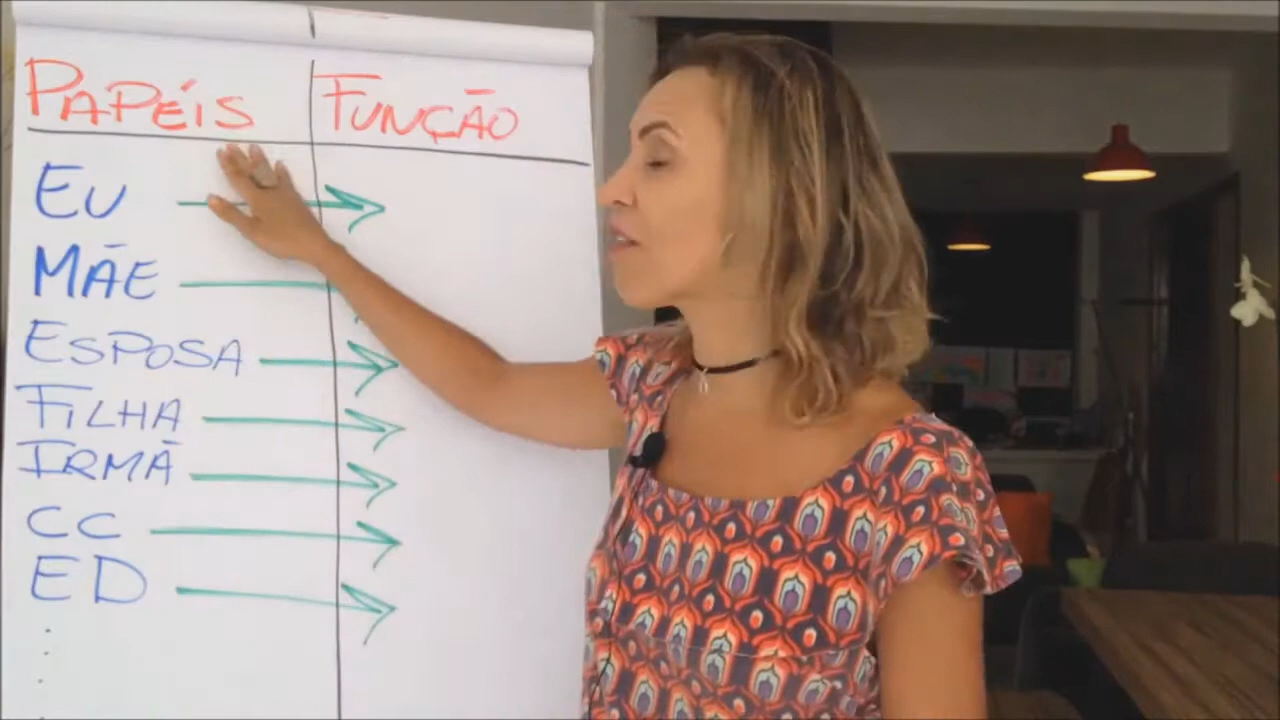 PAPÉIS FUNÇÃO
EU
MÃE
ESPOSA
FILHA
IRMÃ
CC
ED